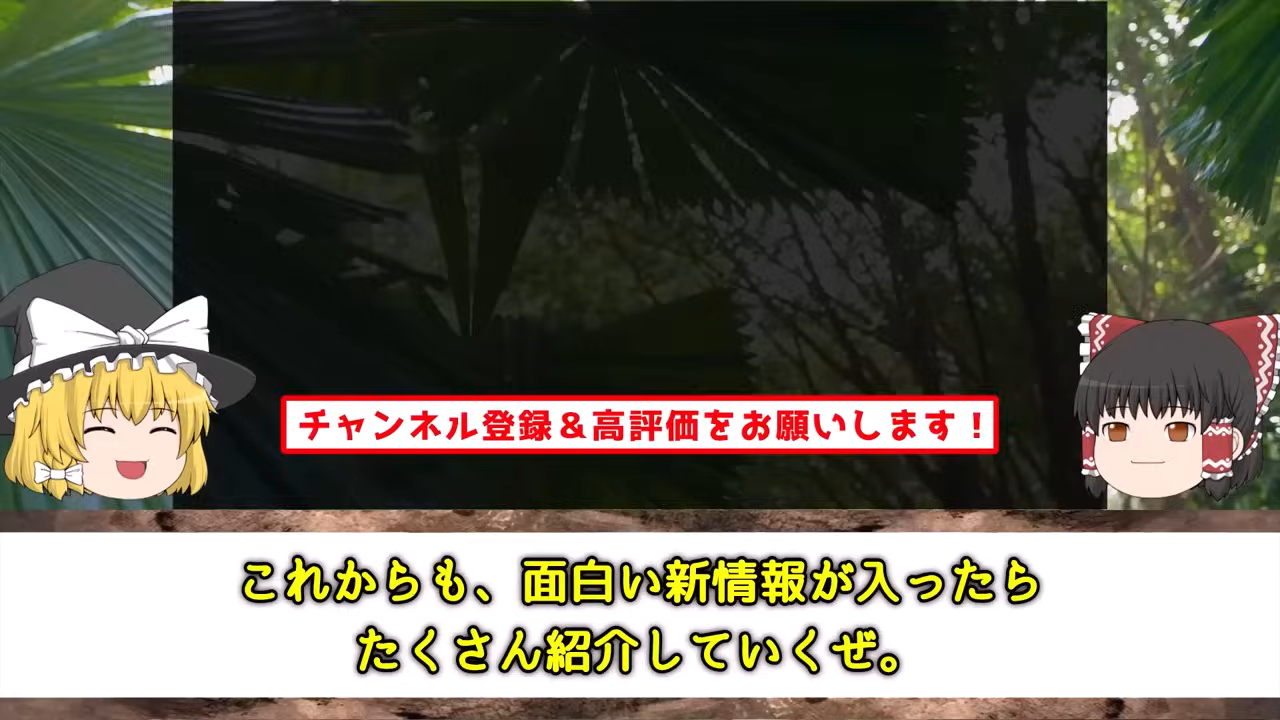 チャンネル登録&高評価をお願いします！
これからも、面白い新情報が入ったら
たくさん紹介していくぜ。